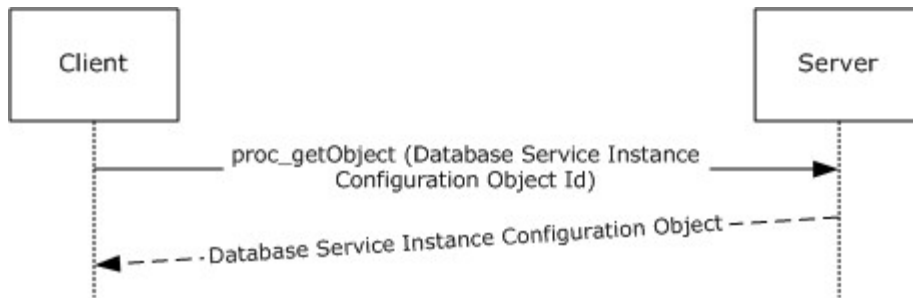 Client
Server
proc_getObject (Database Service Instance
Configuration Object Id)
Database Service Instance Configuration Object